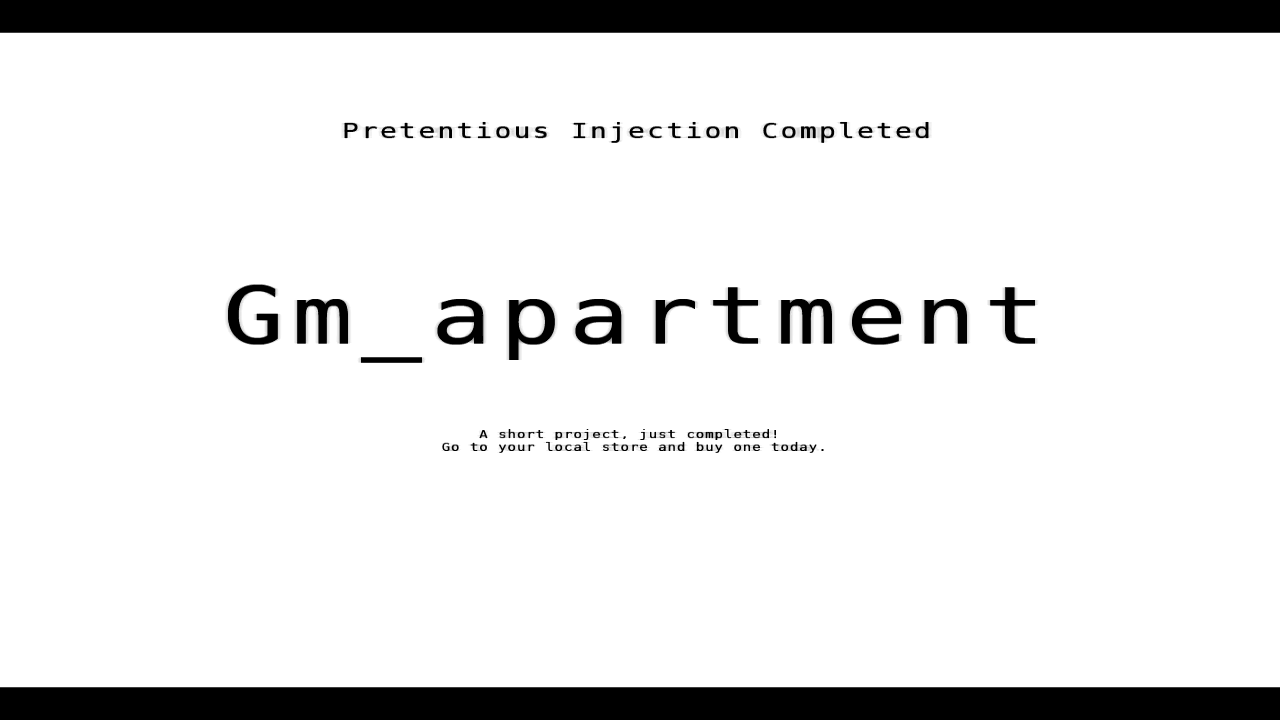 Pretentious Injection Completed
Gm_apartment
A short project, just completed!
Go to your local store and buy one today.